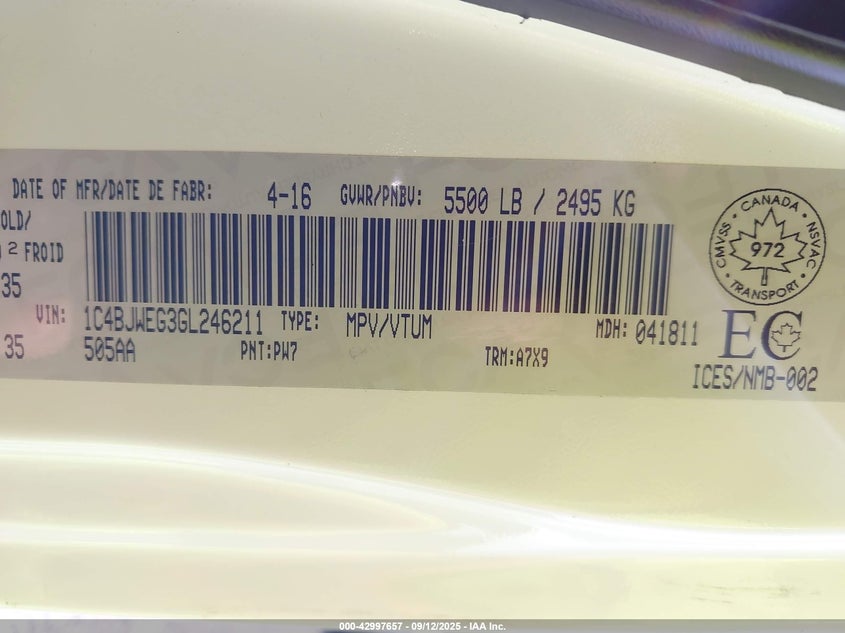 DATE OF MFR/DATE DE FABR: 4-16 GVWR/PNBV: 5500 LB / 2495 KG
OLD/
2 FROID
35
VIN: 1C4BJWEG3GL246211 TYPE: MPV/VTUM MDH: 041811
35 505AA PNT:PW7 TRM:A7X9
CANADA
CMVSS NSVAC
972
TRANSPORT
EC
ICES/NMB-002
000-42997657 - 09/12/2025 - IAA Inc.